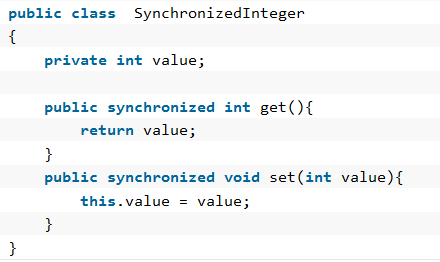 public class  SynchronizedInteger
{
    private int value;

    public synchronized int get(){
        return value;
    }
    public synchronized void set(int value){
        this.value = value;
    }
}